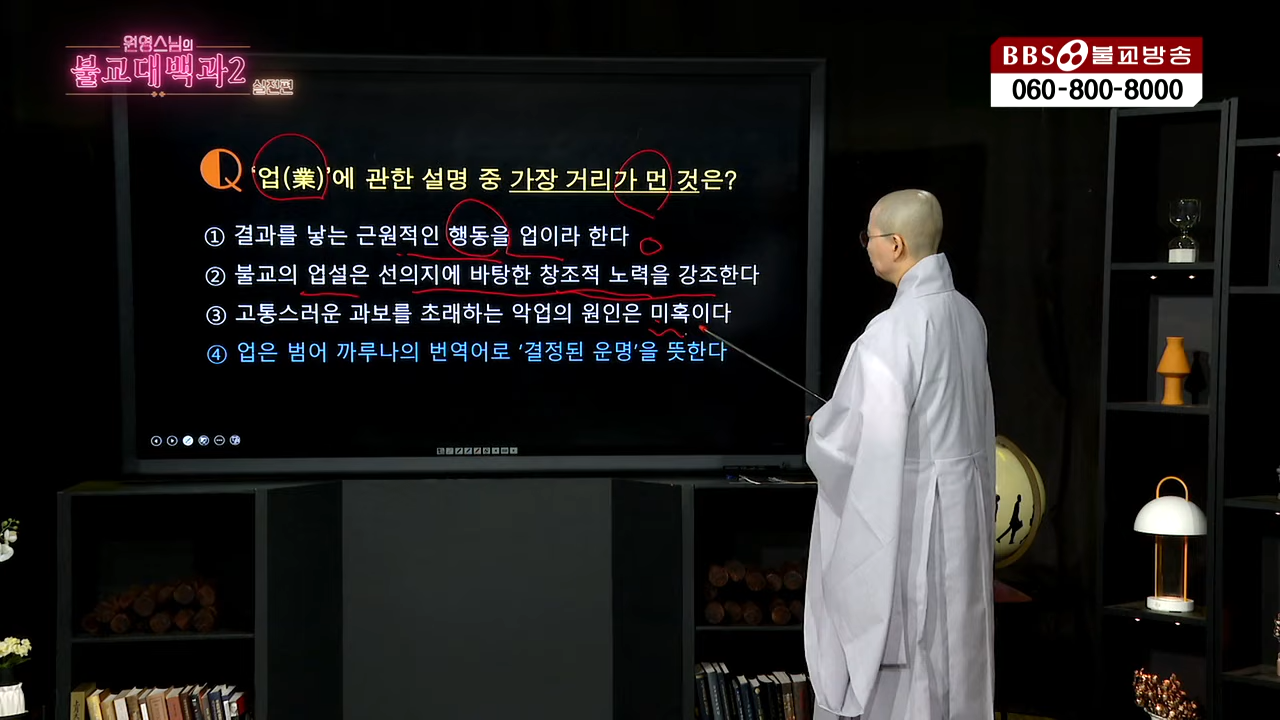 원영스님의
불교대백과2
실전편
BBS 불교방송
060-800-8000
Q '업(業)'에 관한 설명 중 가장 거리가 먼 것은?
① 결과를 낳는 근원적인 행동을 업이라 한다
② 불교의 업설은 선의지에 바탕한 창조적 노력을 강조한다
③ 고통스러운 과보를 초래하는 악업의 원인은 미혹이다
④ 업은 범어 까루나의 번역어로 '결정된 운명'을 뜻한다